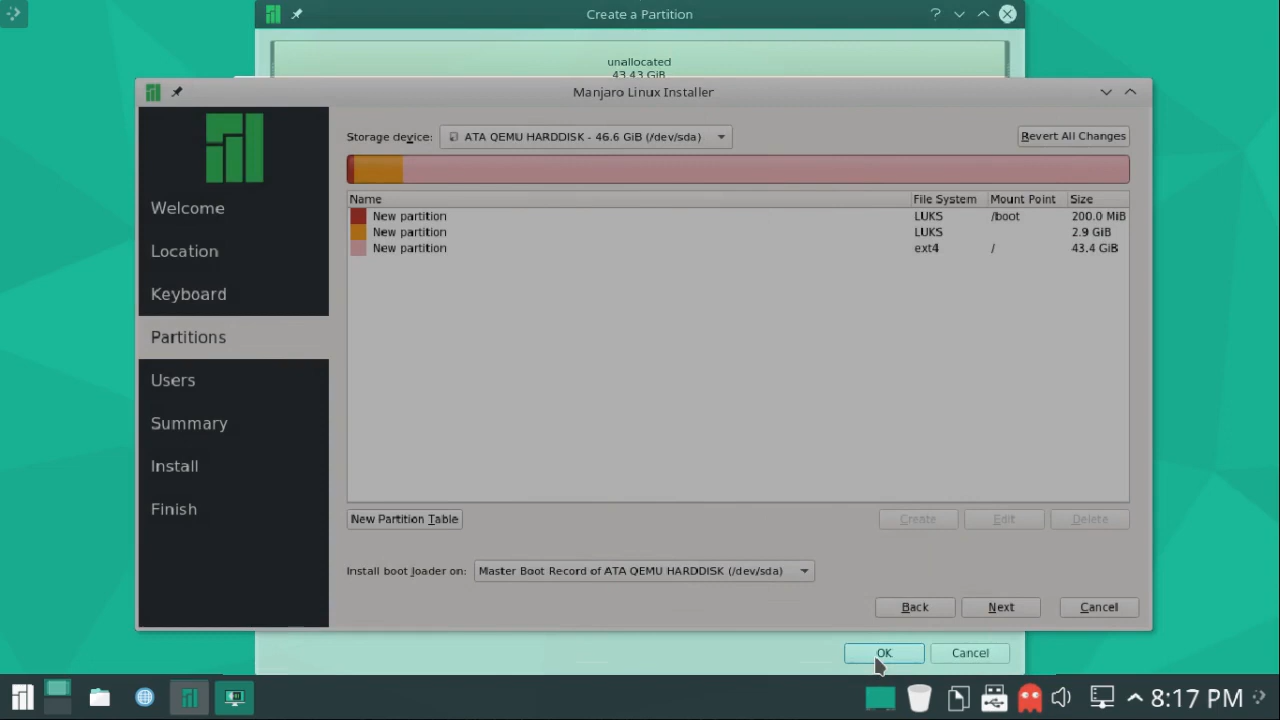 Create a Partition
unallocated
43.43 GiB
Manjaro Linux Installer
Storage device: ATA QEMU HARDDISK - 46.6 GiB (/dev/sda) Revert All Changes
Name File System Mount Point Size
New partition LUKS /boot 200.0 MiB
New partition LUKS 2.9 GiB
New partition ext4 / 43.4 GiB
Welcome
Location
Keyboard
Partitions
Users
Summary
Install
Finish
New Partition Table Create Edit Delete
Install boot loader on: Master Boot Record of ATA QEMU HARDDISK (/dev/sda)
Back Next Cancel
OK Cancel
8:17 PM